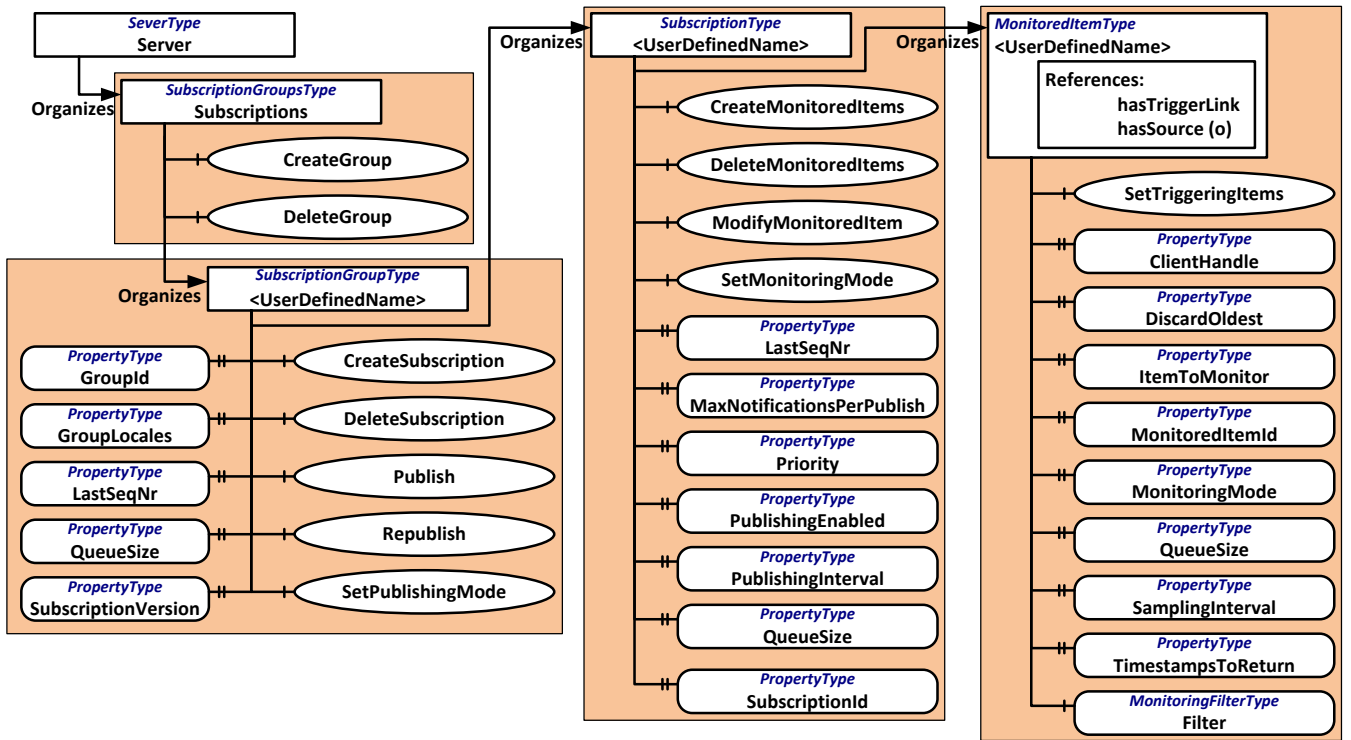 SeverType
Server
Organizes
SubscriptionGroupsType
Subscriptions
CreateGroup
DeleteGroup
Organizes
SubscriptionGroupType
<UserDefinedName>
PropertyType
GroupId
PropertyType
GroupLocales
PropertyType
LastSeqNr
PropertyType
QueueSize
PropertyType
SubscriptionVersion
CreateSubscription
DeleteSubscription
Publish
Republish
SetPublishingMode
Organizes
SubscriptionType
<UserDefinedName>
CreateMonitoredItems
DeleteMonitoredItems
ModifyMonitoredItem
SetMonitoringMode
PropertyType
LastSeqNr
PropertyType
MaxNotificationsPerPublish
PropertyType
Priority
PropertyType
PublishingEnabled
PropertyType
PublishingInterval
PropertyType
QueueSize
PropertyType
SubscriptionId
Organizes
MonitoredItemType
<UserDefinedName>
References:
hasTriggerLink
hasSource (o)
SetTriggeringItems
PropertyType
ClientHandle
PropertyType
DiscardOldest
PropertyType
ItemToMonitor
PropertyType
MonitoredItemId
PropertyType
MonitoringMode
PropertyType
QueueSize
PropertyType
SamplingInterval
PropertyType
TimestampsToReturn
MonitoringFilterType
Filter